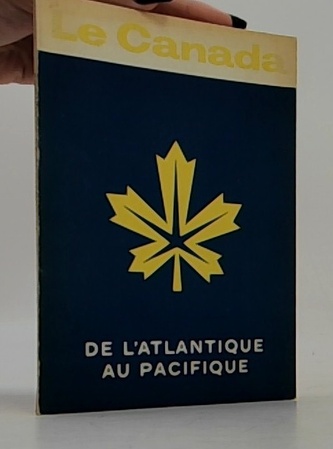 Le Canada
DE L'ATLANTIQUE
AU PACIFIQUE